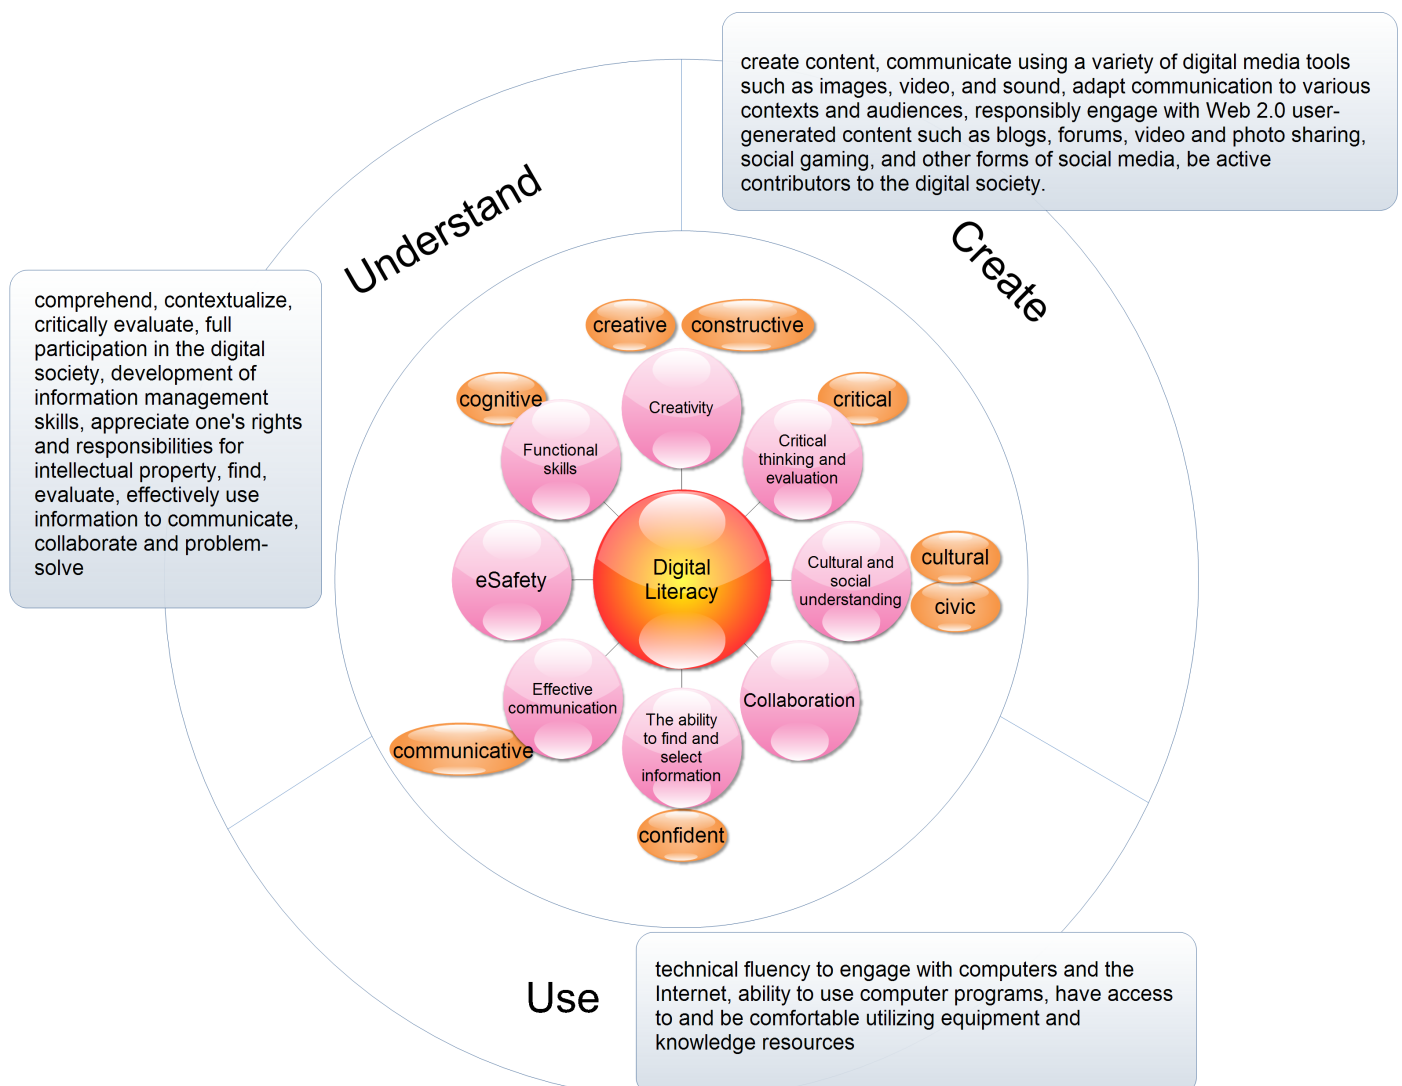 create content, communicate using a variety of digital media tools
such as images, video, and sound, adapt communication to various
contexts and audiences, responsibly engage with Web 2.0 user-
generated content such as blogs, forums, video and photo sharing,
social gaming, and other forms of social media, be active
contributors to the digital society.
Understand
Create
comprehend, contextualize,
critically evaluate, full
participation in the digital
society, development of
information management
skills, appreciate one's rights
and responsibilities for
intellectual property, find,
evaluate, effectively use
information to communicate,
collaborate and problem-
solve
creative
constructive
cognitive
critical
Creativity
Functional
skills
Critical
thinking and
evaluation
eSafety
Digital
Literacy
Cultural and
social
understanding
cultural
civic
Effective
communication
Collaboration
The ability
to find and
select
information
communicative
confident
Use
technical fluency to engage with computers and the
Internet, ability to use computer programs, have access
to and be comfortable utilizing equipment and
knowledge resources